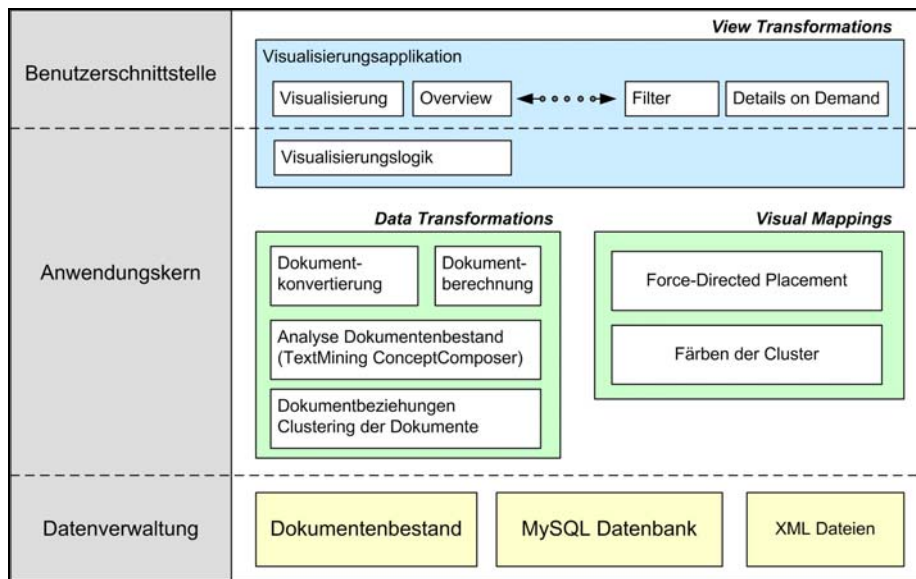 View Transformations
Benutzerschnittstelle
Visualisierungsapplikation
Visualisierung
Overview
Filter
Details on Demand
Visualisierungslogik
Anwendungskern
Data Transformations
Dokument-
konvertierung
Dokument-
berechnung
Analyse Dokumentenbestand
(TextMining ConceptComposer)
Dokumentbeziehungen
Clustering der Dokumente
Visual Mappings
Force-Directed Placement
Färben der Cluster
Datenverwaltung
Dokumentenbestand
MySQL Datenbank
XML Dateien